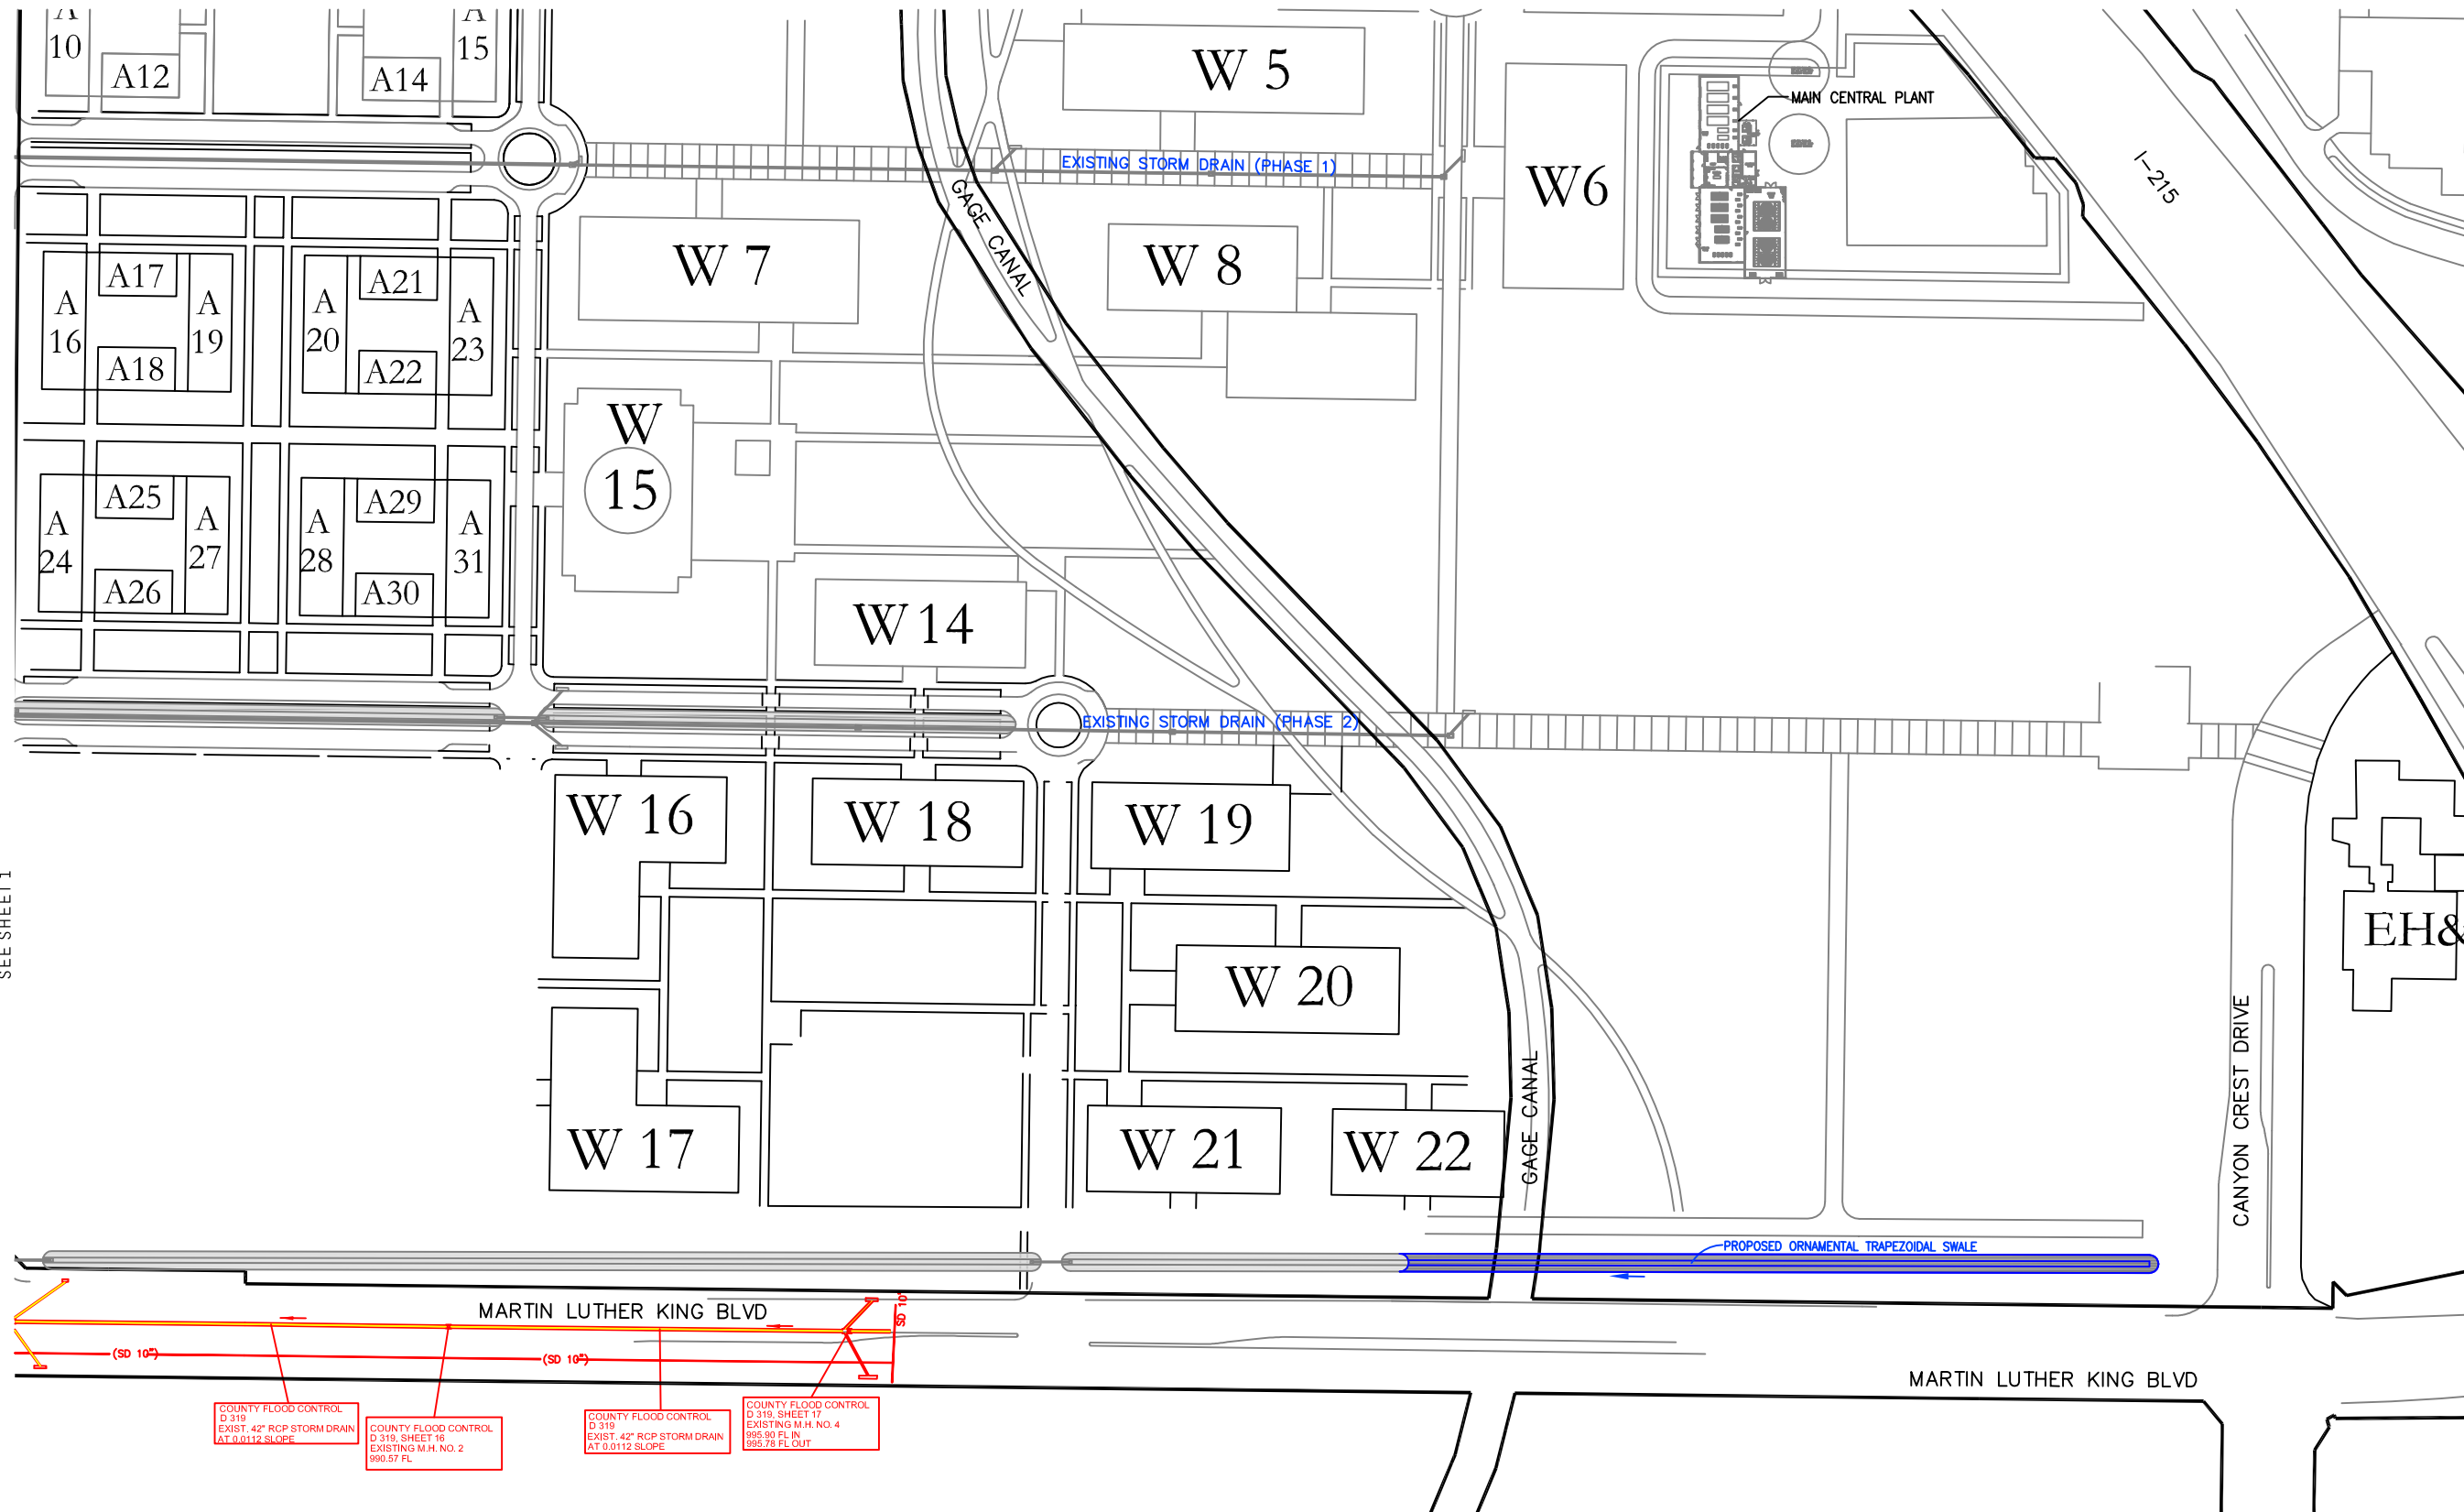 A
10
A12
A14
A
15
W 5
MAIN CENTRAL PLANT
I-215
EXISTING STORM DRAIN (PHASE 1)
W6
GAGE CANAL
W 7
W 8
A17
A
16
A
19
A18
A21
A
20
A
23
A22
W
15
A25
A
24
A
27
A26
A29
A
28
A
31
A30
W 14
EXISTING STORM DRAIN (PHASE 2)
W 16
W 18
W 19
SEE SHEET 1
EH&
W 20
CANYON CREST DRIVE
GAGE CANAL
W 17
W 21
W 22
PROPOSED ORNAMENTAL TRAPEZOIDAL SWALE
MARTIN LUTHER KING BLVD
SD 10"
(SD 10")
(SD 10")
MARTIN LUTHER KING BLVD
COUNTY FLOOD CONTROL
D 319
EXIST. 42" RCP STORM DRAIN
AT 0.0112 SLOPE
COUNTY FLOOD CONTROL
D 319, SHEET 16
EXISTING M.H. NO. 2
990.57 FL
COUNTY FLOOD CONTROL
D 319
EXIST. 42" RCP STORM DRAIN
AT 0.0112 SLOPE
COUNTY FLOOD CONTROL
D 319, SHEET 17
EXISTING M.H. NO. 4
995.90 FL IN
995.78 FL OUT